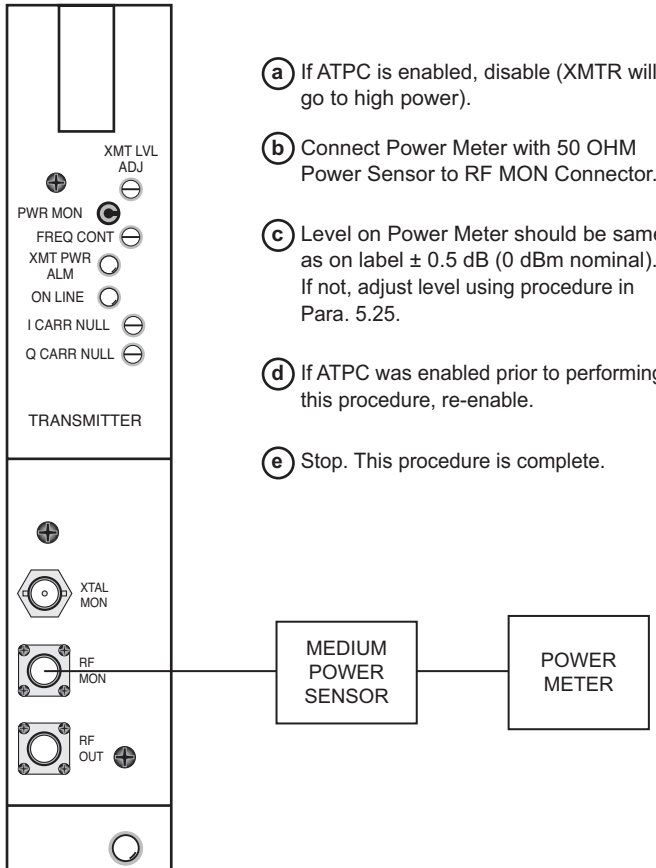 XMT LVL
ADJ
PWR MON
FREQ CONT
XMT PWR
ALM
ON LINE
I CARR NULL
Q CARR NULL
TRANSMITTER
XTAL
MON
RF
MON
RF
OUT
a If ATPC is enabled, disable (XMTR will
go to high power).
b Connect Power Meter with 50 OHM
Power Sensor to RF MON Connector.
c Level on Power Meter should be same
as on label ± 0.5 dB (0 dBm nominal).
If not, adjust level using procedure in
Para. 5.25.
d If ATPC was enabled prior to performing
this procedure, re-enable.
e Stop. This procedure is complete.
MEDIUM
POWER
SENSOR
POWER
METER